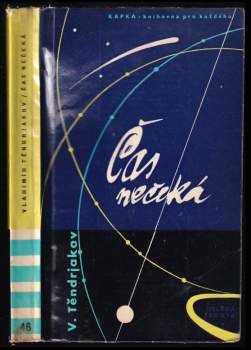 VLADIMÍR TĚNDRJAKOV / ČAS NEČEKÁ
46
KAPKA - knihovna pro každého
Čas
nečeká
V. Těndrjakov